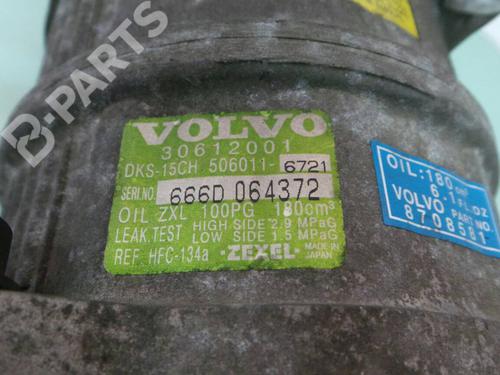 B-PARTS
VOLVO
30612001
DKS-15CH 506011- 6721
SERI.NO 666D 064372
OIL ZXL 100PG 180cm³
LEAK.TEST HIGH SIDE 2.9 MPaG
LOW SIDE 1.5 MPaG
REF HFC-134a ·ZEXEL· MADE IN JAPAN
OIL:180 cm³
6.1 FL.OZ
VOLVO PART NO
8708581